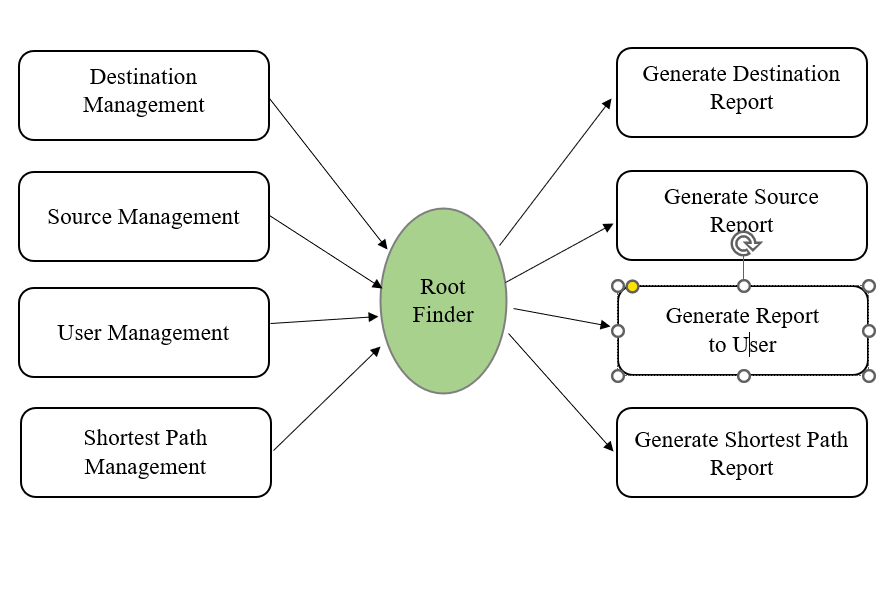 Destination
Management
Source Management
User Management
Shortest Path
Management
Root
Finder
Generate Destination
Report
Generate Source
Report
Generate Report
to User
Generate Shortest Path
Report